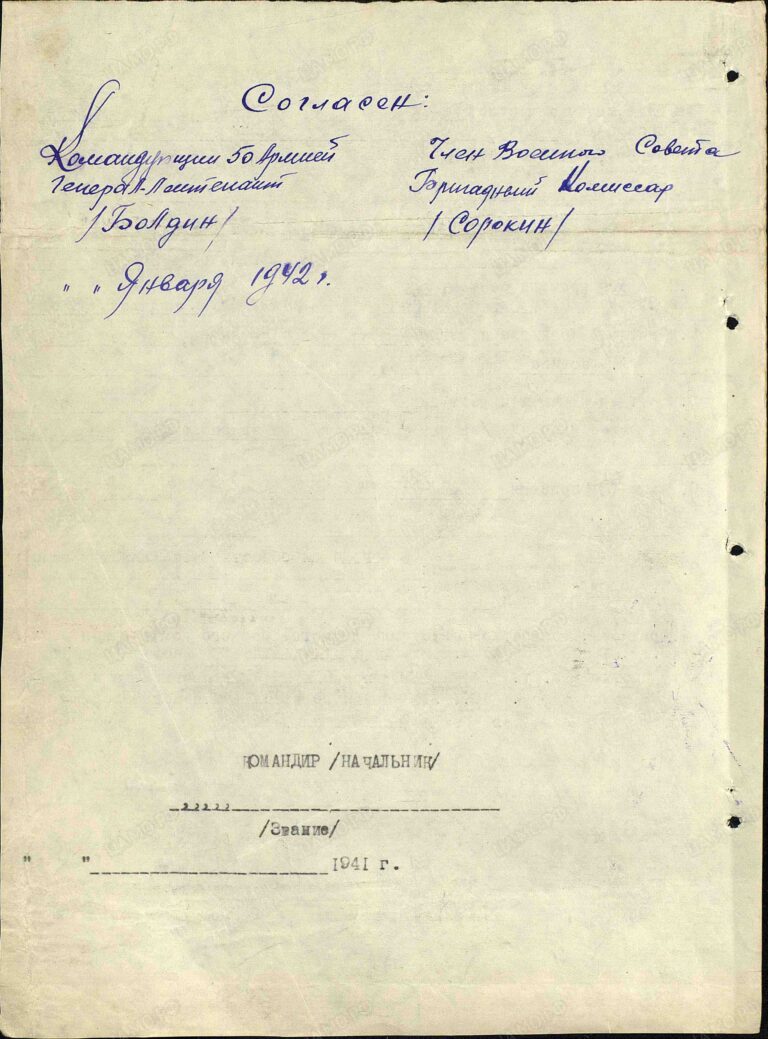 Согласен:
Командующий 50 Армией
Генерал-Лейтенант
/Болдин/
Член Военного Совета
Бригадный Комиссар
/Сорокин/
" " Января 1942 г.
КОМАНДИР /НАЧАЛЬНИК/
,,,,,
/Звание/
" " 1941 г.